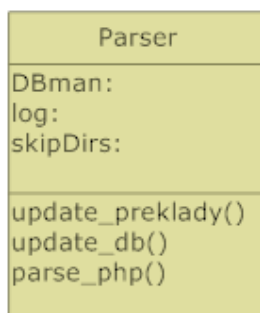 Parser
DBman:
log:
skipDirs:
update_preklady()
update_db()
parse_php()